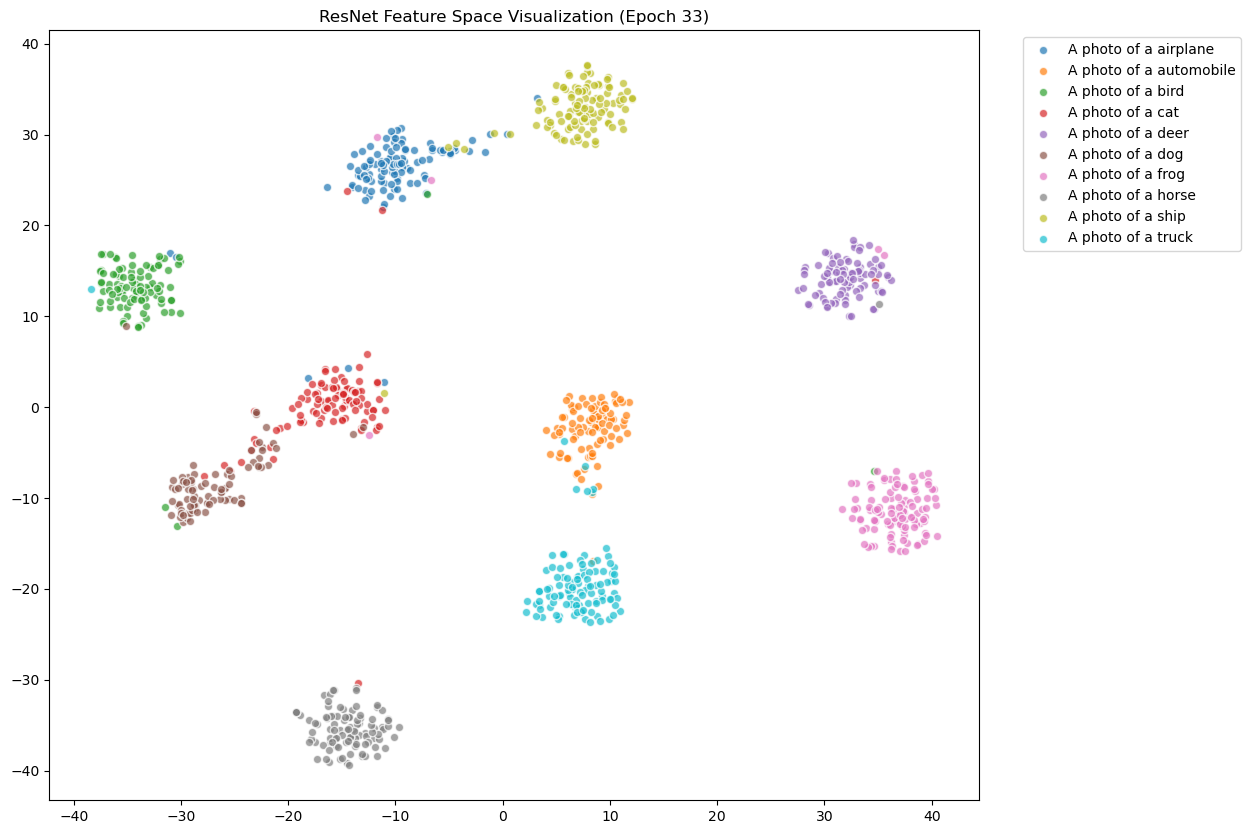 ResNet Feature Space Visualization (Epoch 33)
40
30
20
10
0
−10
−20
−30
−40
−40
−30
−20
−10
0
10
20
30
40
A photo of a airplane
A photo of a automobile
A photo of a bird
A photo of a cat
A photo of a deer
A photo of a dog
A photo of a frog
A photo of a horse
A photo of a ship
A photo of a truck